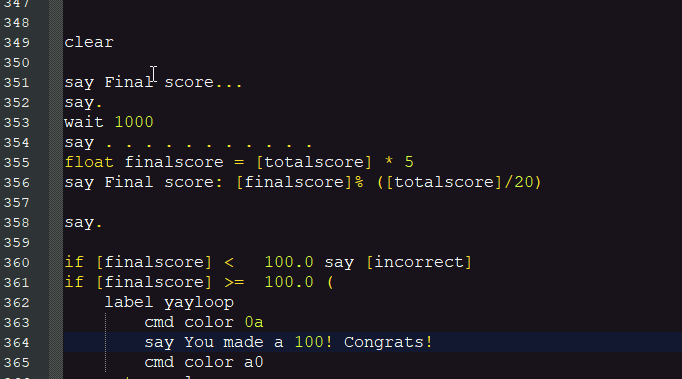 347
348
349 clear
350
351 say Final score...
352 say.
353 wait 1000
354 say . . . . . . . . . . .
355 float finalscore = [totalscore] * 5
356 say Final score: [finalscore]% ([totalscore]/20)
357
358 say.
359
360 if [finalscore] <   100.0 say [incorrect]
361 if [finalscore] >=  100.0 (
362     label yayloop
363         cmd color 0a
364         say You made a 100! Congrats!
365         cmd color a0